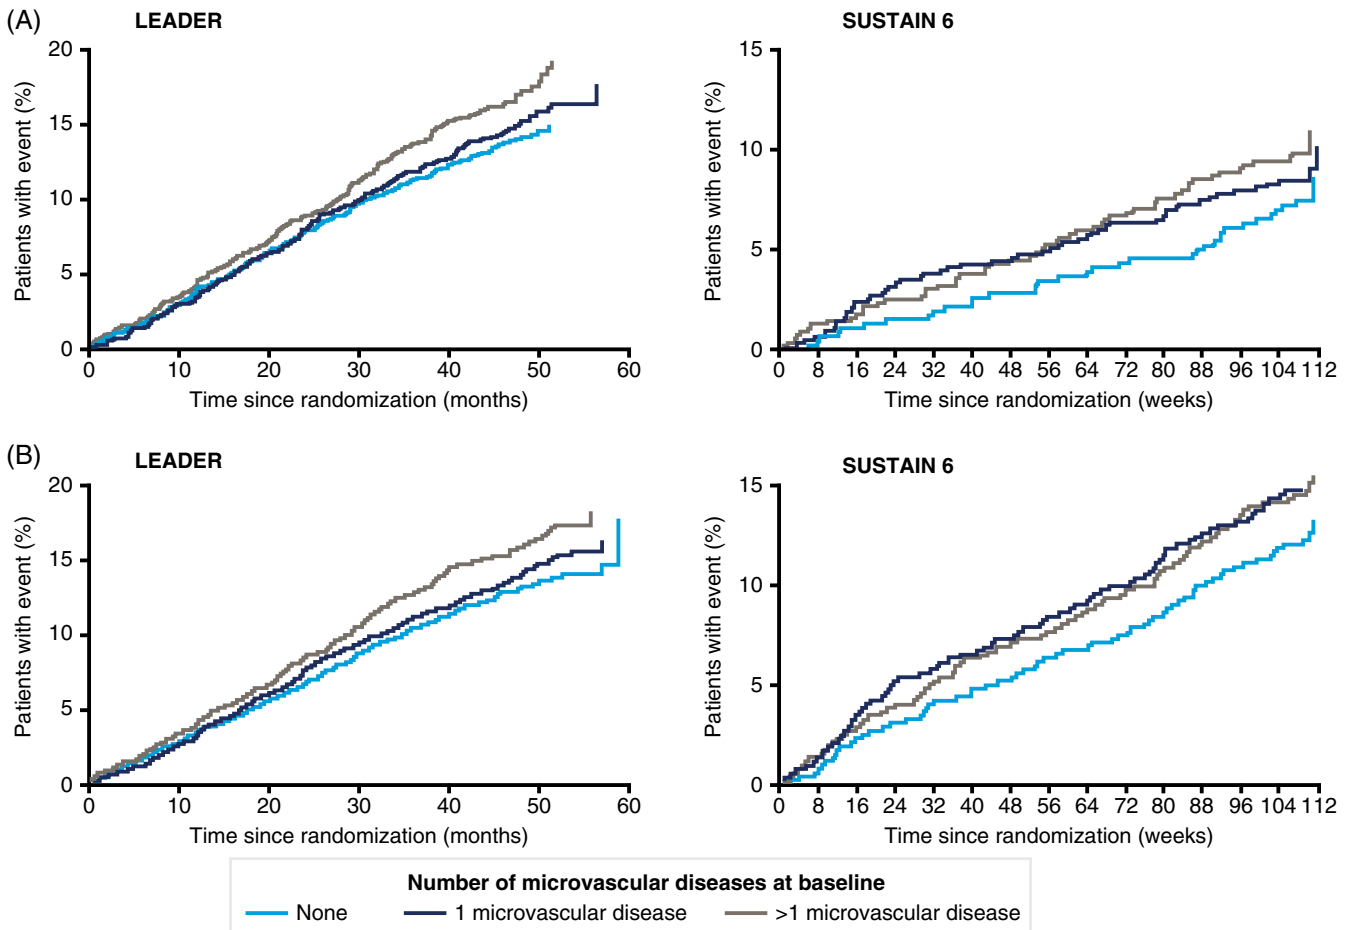 (A)
LEADER
SUSTAIN 6
Patients with event (%)
20
15
10
5
0
0 10 20 30 40 50 60
Time since randomization (months)
Patients with event (%)
15
10
5
0
0 8 16 24 32 40 48 56 64 72 80 88 96 104 112
Time since randomization (weeks)
(B)
LEADER
SUSTAIN 6
Patients with event (%)
20
15
10
5
0
0 10 20 30 40 50 60
Time since randomization (months)
Patients with event (%)
15
10
5
0
0 8 16 24 32 40 48 56 64 72 80 88 96 104 112
Time since randomization (weeks)
Number of microvascular diseases at baseline
None 1 microvascular disease >1 microvascular disease